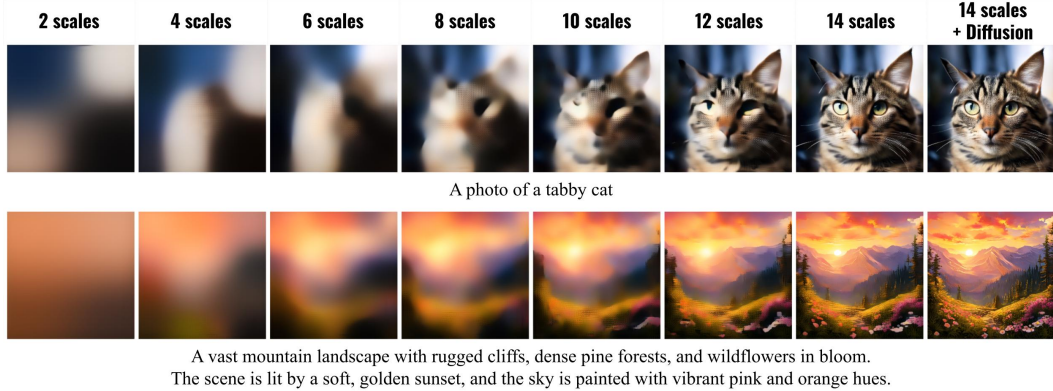 2 scales
4 scales
6 scales
8 scales
10 scales
12 scales
14 scales
14 scales
+ Diffusion
A photo of a tabby cat
A vast mountain landscape with rugged cliffs, dense pine forests, and wildflowers in bloom.
The scene is lit by a soft, golden sunset, and the sky is painted with vibrant pink and orange hues.